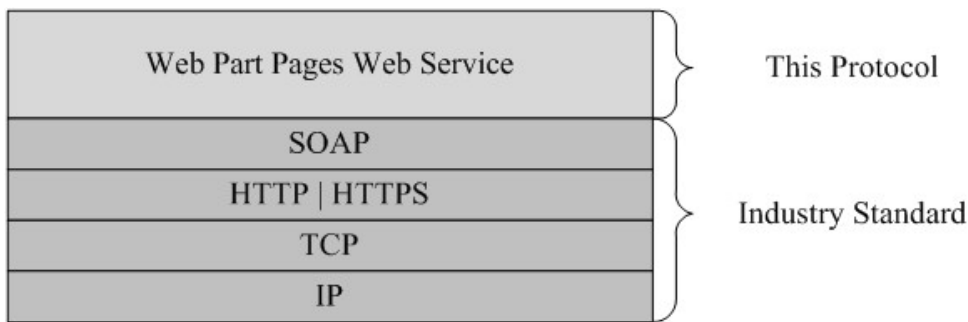 Web Part Pages Web Service
This Protocol
SOAP
HTTP | HTTPS
TCP
IP
Industry Standard